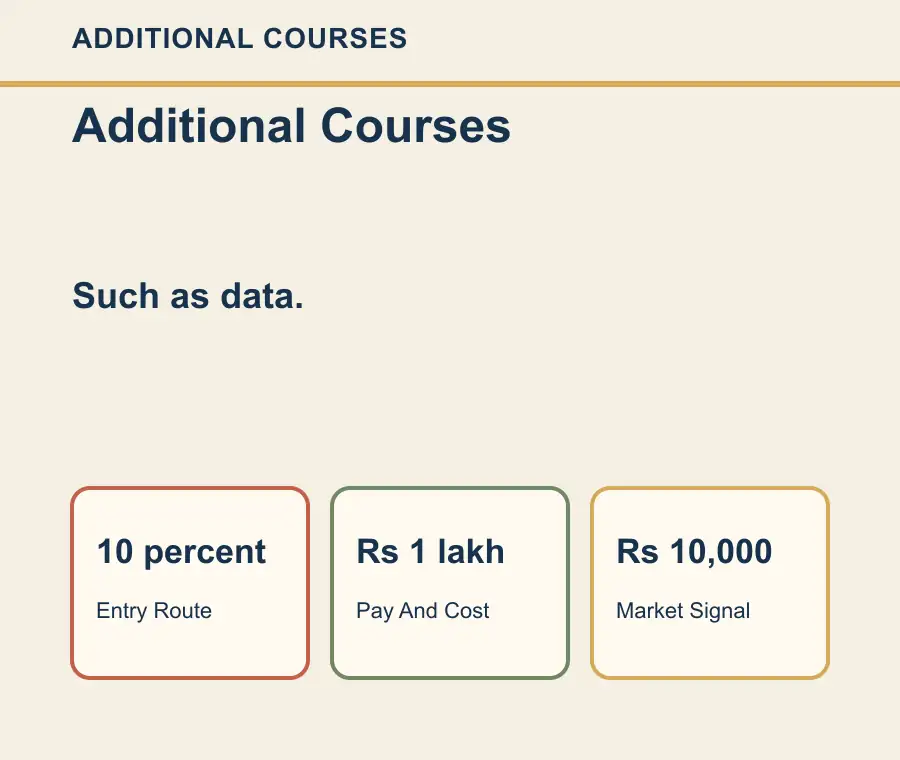 ADDITIONAL COURSES
Additional Courses
Such as data.
10 percent
Entry Route
Rs 1 lakh
Pay And Cost
Rs 10,000
Market Signal